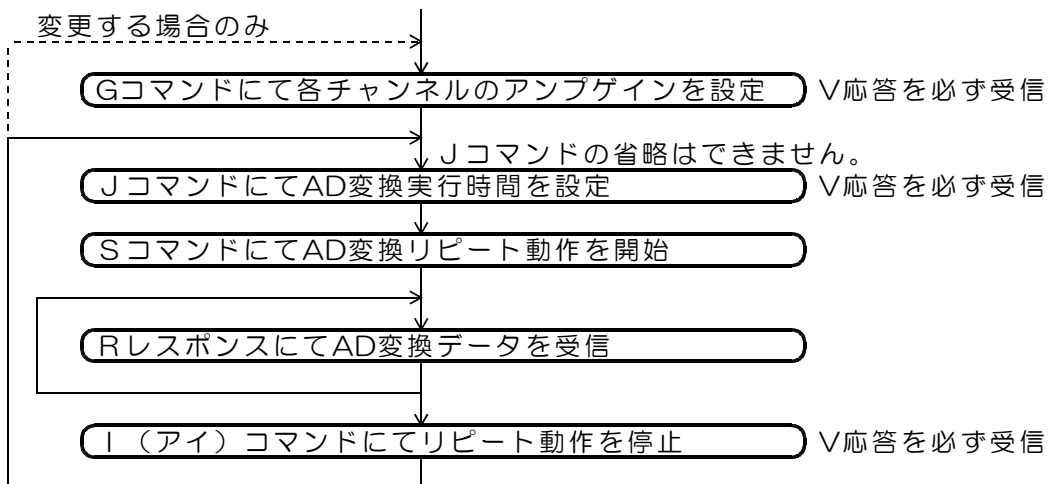 変更する場合のみ
Gコマンドにて各チャンネルのアンプゲインを設定 V応答を必ず受信
Jコマンドの省略はできません。
JコマンドにてAD変換実行時間を設定 V応答を必ず受信
SコマンドにてAD変換リピート動作を開始
RレスポンスにてAD変換データを受信
I（アイ）コマンドにてリピート動作を停止 V応答を必ず受信